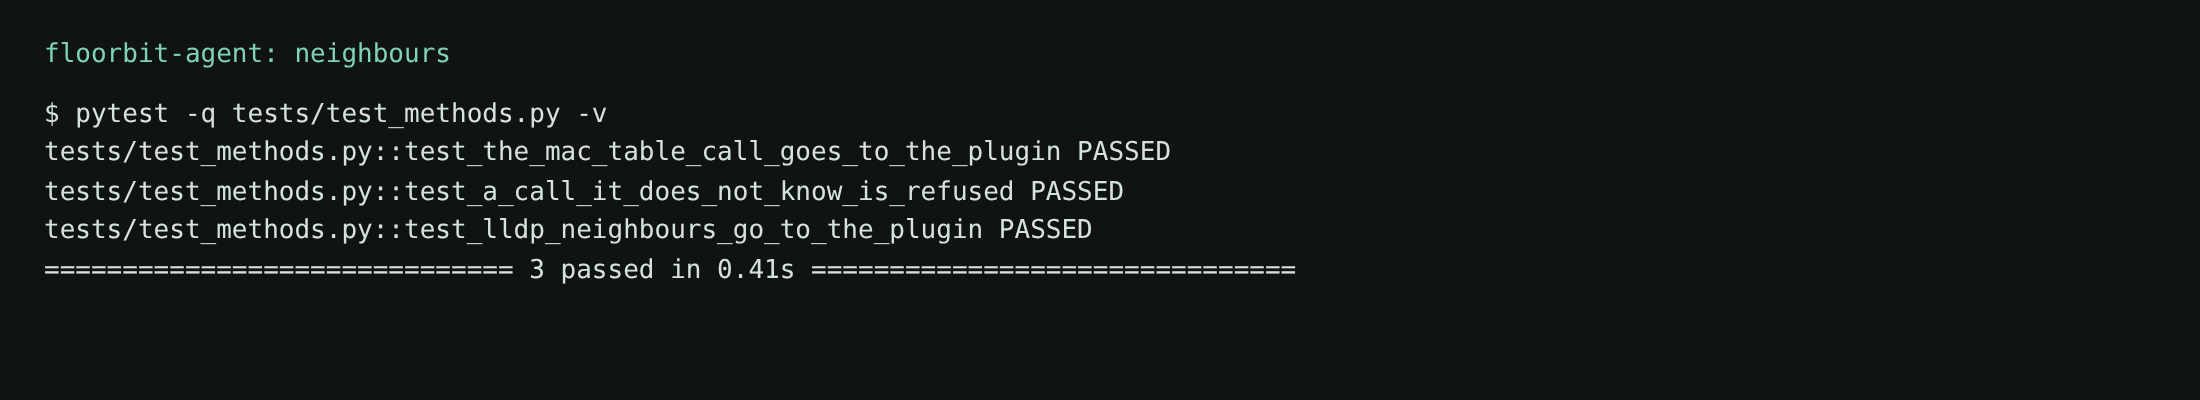 floorbit-agent: neighbours
$ pytest -q tests/test_methods.py -v
tests/test_methods.py::test_the_mac_table_call_goes_to_the_plugin PASSED
tests/test_methods.py::test_a_call_it_does_not_know_is_refused PASSED
tests/test_methods.py::test_lldp_neighbours_go_to_the_plugin PASSED
============================== 3 passed in 0.41s ===============================